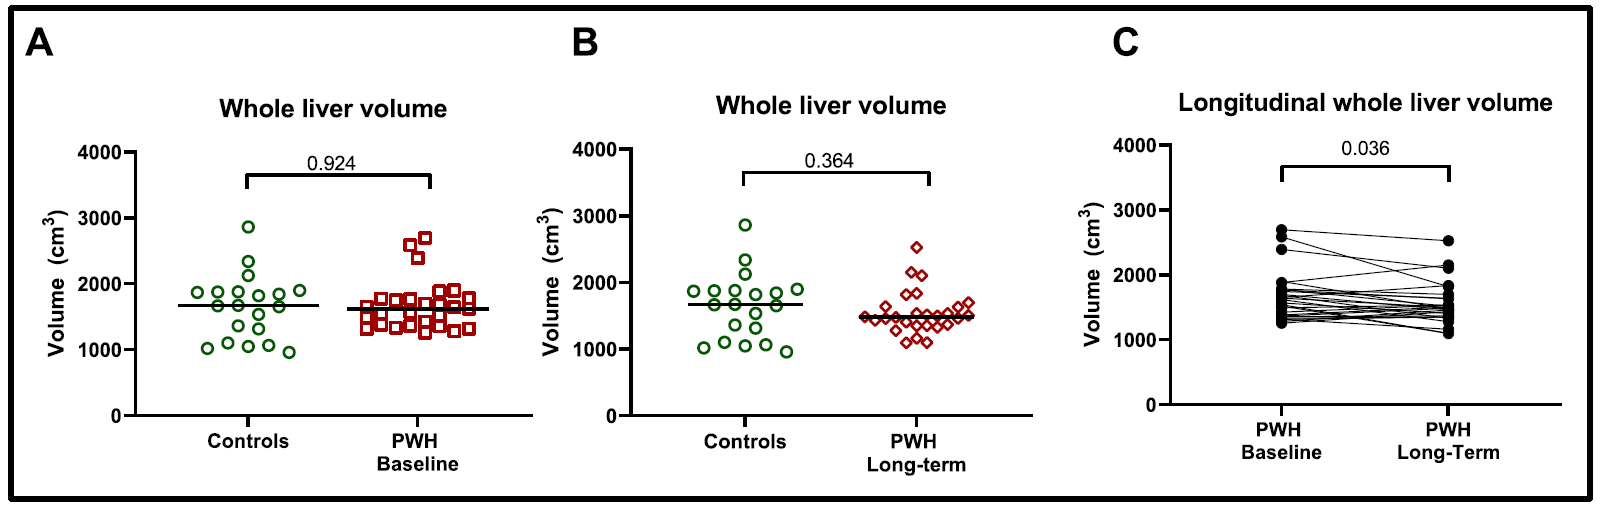 A
Whole liver volume
0.924
4000
3000
2000
1000
0
Volume (cm³)
Controls
PWH
Baseline
B
Whole liver volume
0.364
4000
3000
2000
1000
0
Volume (cm³)
Controls
PWH
Long-term
C
Longitudinal whole liver volume
0.036
4000
3000
2000
1000
0
Volume (cm³)
PWH
Baseline
PWH
Long-Term